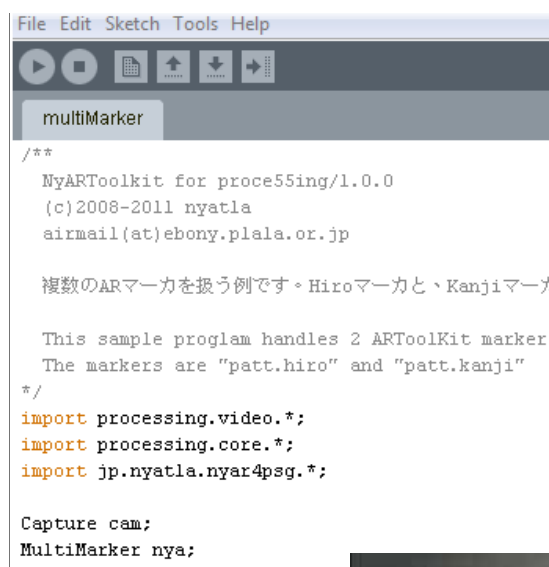 File Edit Sketch Tools Help
multiMarker
/**
NyARToolkit for proce55ing/1.0.0
(c)2008-2011 nyatla
airmail(at)ebony.plala.or.jp
複数のARマーカを扱う例です。Hiroマーカと、Kanjiマーカ
This sample proglam handles 2 ARToolKit marker
The markers are "patt.hiro" and "patt.kanji"
*/
import processing.video.*;
import processing.core.*;
import jp.nyatla.nyar4psg.*;
Capture cam;
MultiMarker nya;